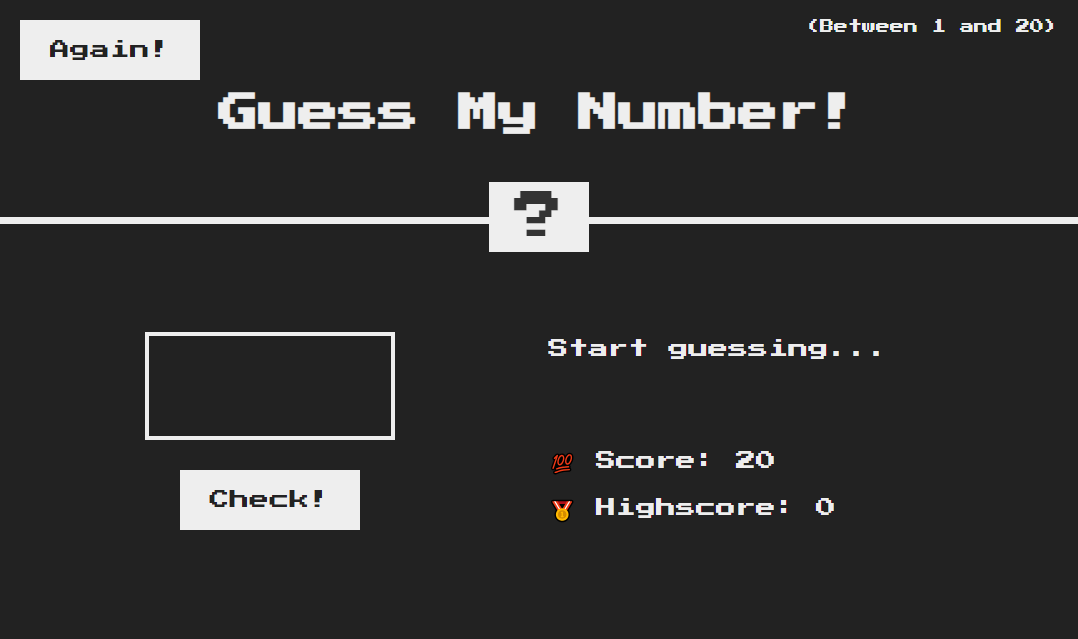 Again!
(Between 1 and 20)
Guess My Number!
?
Start guessing...
💯 Score: 20
Check!
🥇 Highscore: 0